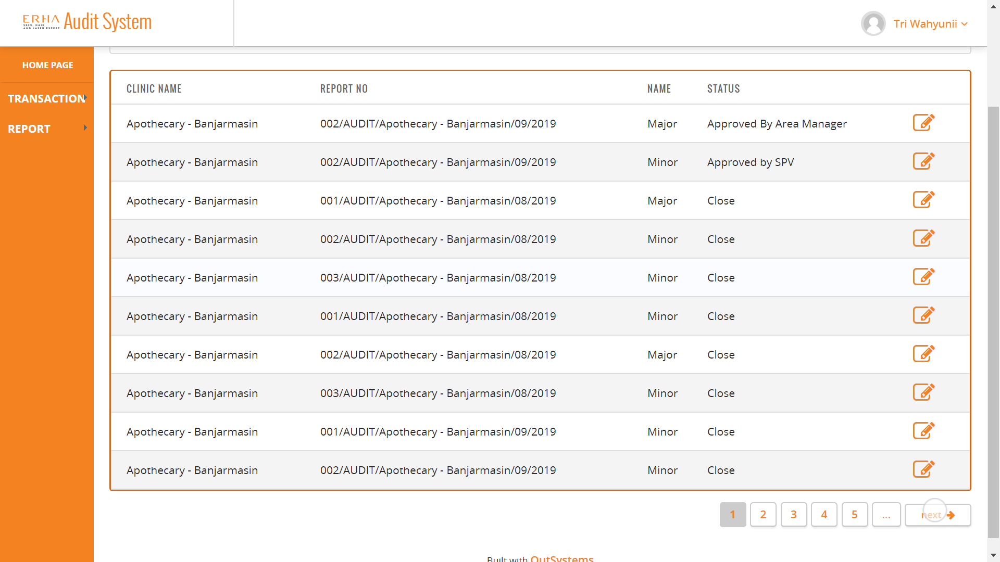 ERHA Audit System
SKIN, HAIR
AND LASER EXPERT
Tri Wahyunii
HOME PAGE
TRANSACTION
REPORT
CLINIC NAME REPORT NO NAME STATUS
Apothecary - Banjarmasin 002/AUDIT/Apothecary - Banjarmasin/09/2019 Major Approved By Area Manager
Apothecary - Banjarmasin 002/AUDIT/Apothecary - Banjarmasin/09/2019 Minor Approved by SPV
Apothecary - Banjarmasin 001/AUDIT/Apothecary - Banjarmasin/08/2019 Major Close
Apothecary - Banjarmasin 002/AUDIT/Apothecary - Banjarmasin/08/2019 Minor Close
Apothecary - Banjarmasin 003/AUDIT/Apothecary - Banjarmasin/08/2019 Minor Close
Apothecary - Banjarmasin 001/AUDIT/Apothecary - Banjarmasin/08/2019 Minor Close
Apothecary - Banjarmasin 002/AUDIT/Apothecary - Banjarmasin/08/2019 Major Close
Apothecary - Banjarmasin 003/AUDIT/Apothecary - Banjarmasin/08/2019 Minor Close
Apothecary - Banjarmasin 001/AUDIT/Apothecary - Banjarmasin/09/2019 Minor Close
Apothecary - Banjarmasin 002/AUDIT/Apothecary - Banjarmasin/09/2019 Minor Close
1 2 3 4 5 ... next
Built with OutSystems